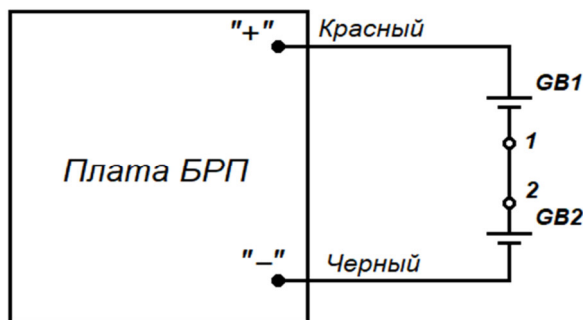 "+"
Красный
GB1
1
Плата БРП
2
GB2
"–"
Черный